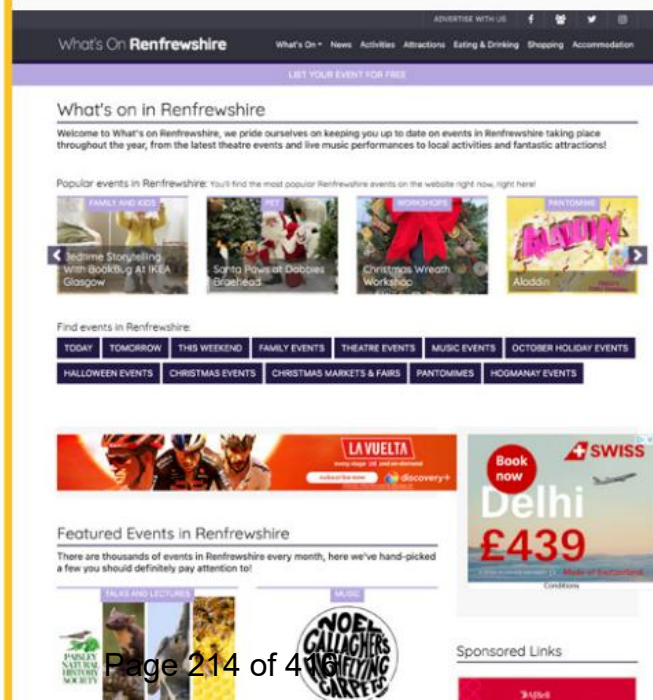 ADVERTISE WITH US
What's On Renfrewshire
What's On News Activities Attractions Eating & Drinking Shopping Accommodation
LIST YOUR EVENT FOR FREE
What's on in Renfrewshire
Welcome to What's on Renfrewshire, we pride ourselves on keeping you up to date on events in Renfrewshire taking place
throughout the year, from the latest theatre events and live music performances to local activities and fantastic attractions!
Popular events in Renfrewshire: You'll find the most popular Renfrewshire events on the website right now, right here!
FAMILY AND KIDS PET WORKSHOPS PANTOMIME
ALADDIN
Bedtime Storytelling
With BookBug At IKEA
Glasgow
Santa Paws at Dobbies
Braehead
Christmas Wreath
Workshop
Aladdin
Find events in Renfrewshire:
TODAY TOMORROW THIS WEEKEND FAMILY EVENTS THEATRE EVENTS MUSIC EVENTS OCTOBER HOLIDAY EVENTS
HALLOWEEN EVENTS CHRISTMAS EVENTS CHRISTMAS MARKETS & FAIRS PANTOMIMES HOGMANAY EVENTS
LA VUELTA
subscribe now
discovery+
SWISS
Book
now
Delhi
£439
Made of Switzerland.
Conditions
Featured Events in Renfrewshire
There are thousands of events in Renfrewshire every month, here we've hand-picked
a few you should definitely pay attention to!
TALKS AND LECTURES MUSIC
PAISLEY
NATURAL
HISTORY
SOCIETY
NOEL
GALLAGHER'S
HIGH FLYING
CARPETS
Sponsored Links
Page 214 of 416